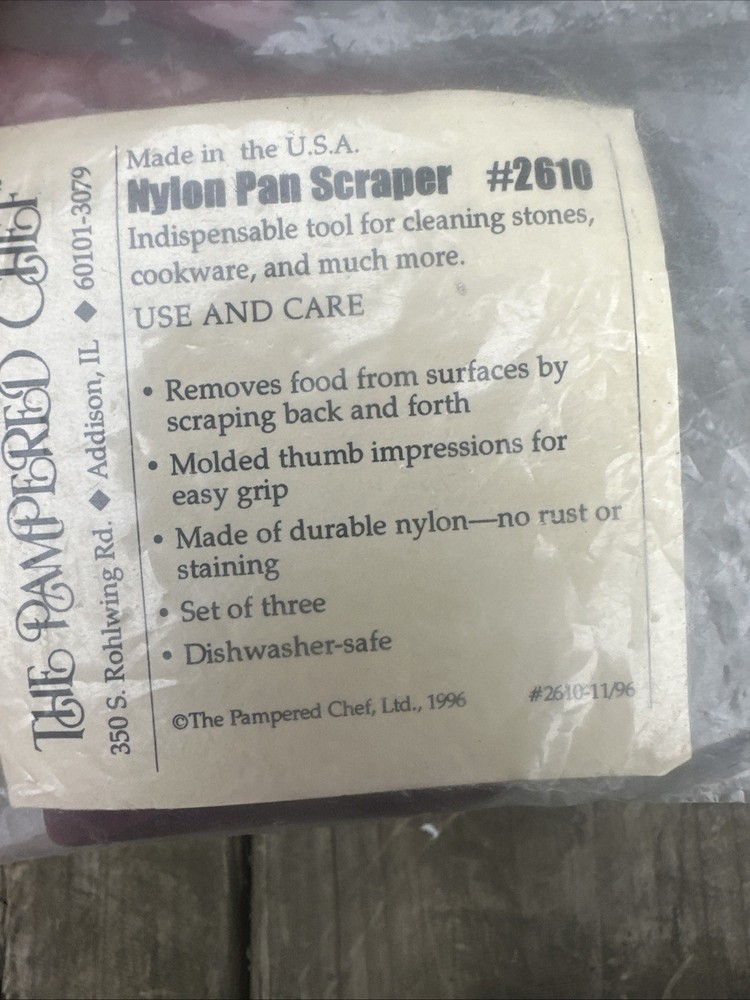 THE PAMPERED CHEF
350 S. Rohlwing Rd. ◆ Addison, IL ◆ 60101-3079
Made in the U.S.A.
Nylon Pan Scraper #2610
Indispensable tool for cleaning stones,
cookware, and much more.
USE AND CARE
• Removes food from surfaces by
scraping back and forth
• Molded thumb impressions for
easy grip
• Made of durable nylon—no rust or
staining
• Set of three
• Dishwasher-safe
©The Pampered Chef, Ltd., 1996 #2610-11/96